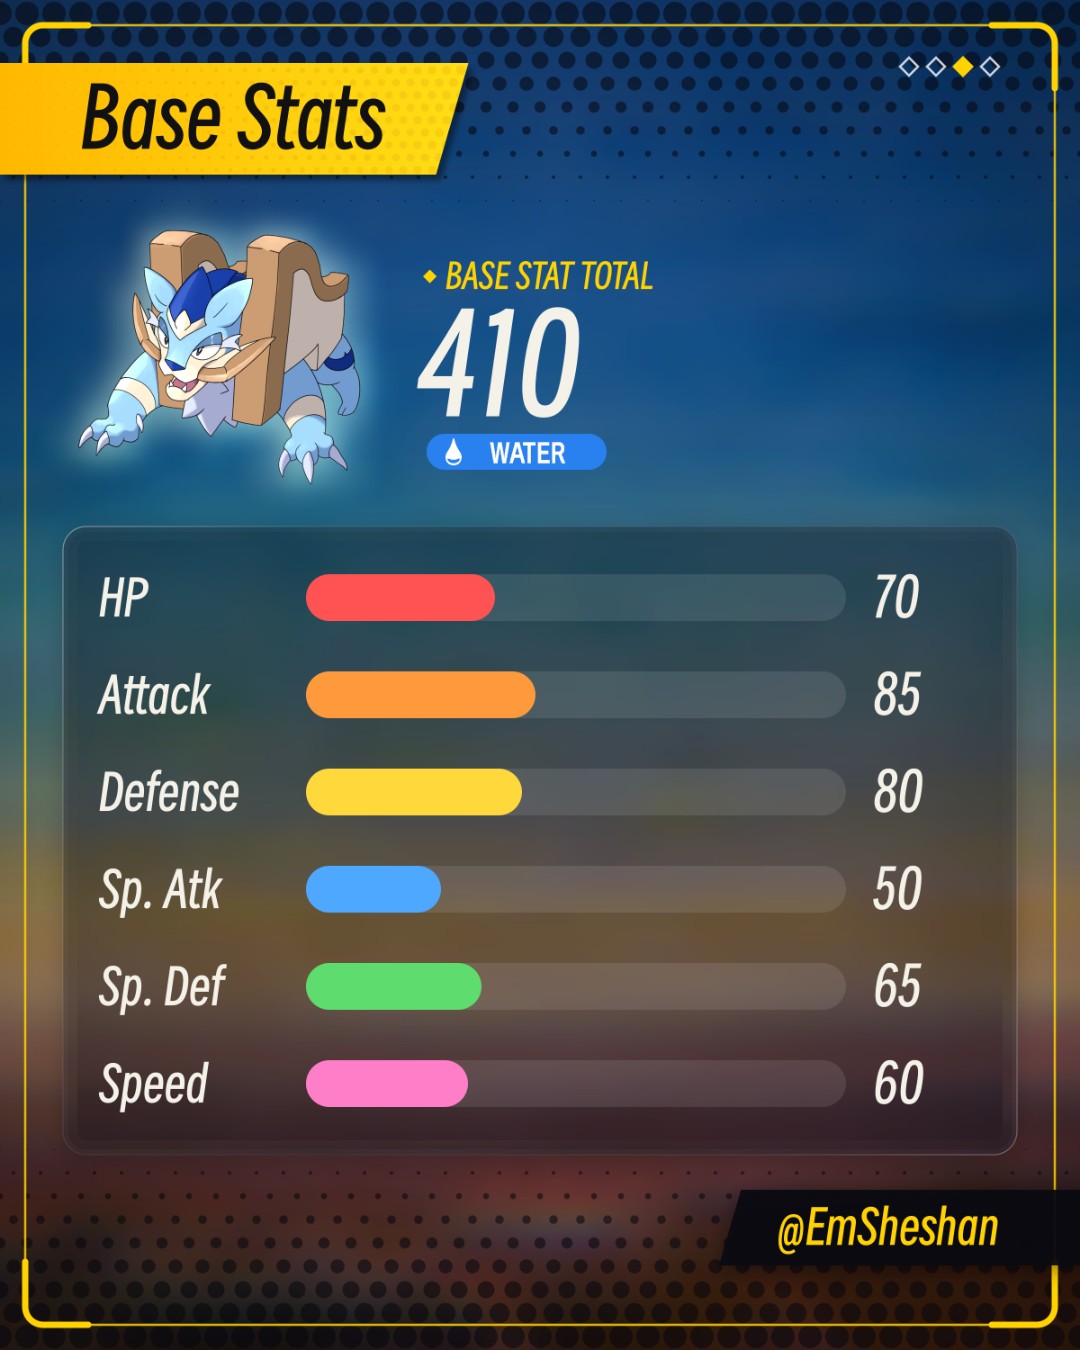 Base Stats
BASE STAT TOTAL
410
WATER
HP 70
Attack 85
Defense 80
Sp. Atk 50
Sp. Def 65
Speed 60
@EmSheshan